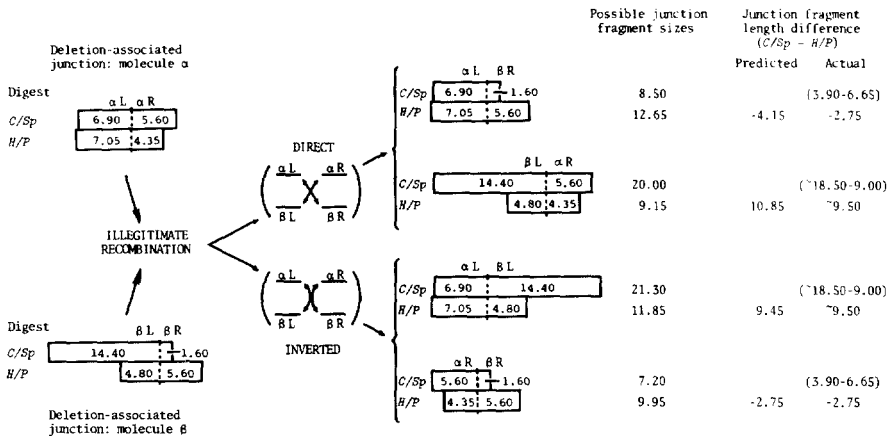 Possible junction fragment sizes
Junction fragment length difference (C/Sp - H/P)
Predicted Actual
Deletion-associated
junction: molecule α
Digest
αL αR
C/Sp 6.90 5.60
H/P 7.05 4.35
ILLEGITIMATE
RECOMBINATION
Digest
βL βR
C/Sp 14.40 1.60
H/P 4.80 5.60
Deletion-associated
junction: molecule β
DIRECT
αL αR
βL βR
αL αR
βL βR
INVERTED
αL βR
C/Sp 6.90 1.60 8.50 (3.90-6.65)
H/P 7.05 5.60 12.65 -4.15 -2.75
βL αR
C/Sp 14.40 5.60 20.00 (~18.50-9.00)
H/P 4.80 4.35 9.15 10.85 ~9.50
αL βL
C/Sp 6.90 14.40 21.30 (~18.50-9.00)
H/P 7.05 4.80 11.85 9.45 ~9.50
αR βR
C/Sp 5.60 1.60 7.20 (3.90-6.65)
H/P 4.35 5.60 9.95 -2.75 -2.75